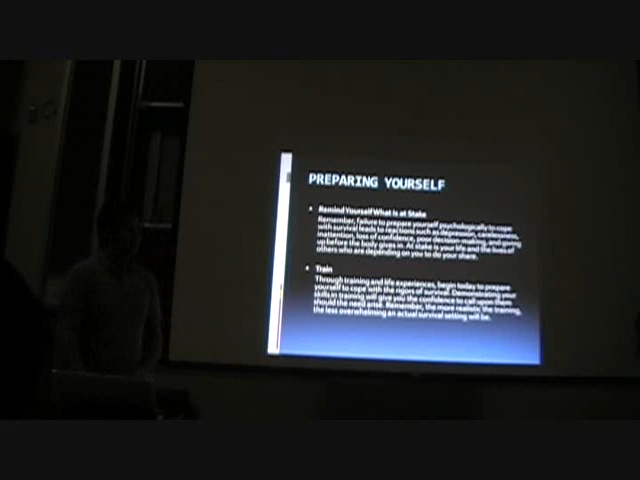 PREPARING YOURSELF
• Remind Yourself What is at Stake
Remember, failure to prepare yourself psychologically to cope
with survival leads to reactions such as depression, carelessness,
inattention, loss of confidence, poor decision-making, and giving
up before the body gives in. At stake is your life and the lives of
others who are depending on you to do your share.
• Train
Through training and life experiences, begin today to prepare
yourself to cope with the rigors of survival. Demonstrating your
skills in training will give you the confidence to call upon them
should the need arise. Remember, the more realistic the training,
the less overwhelming an actual survival setting will be.